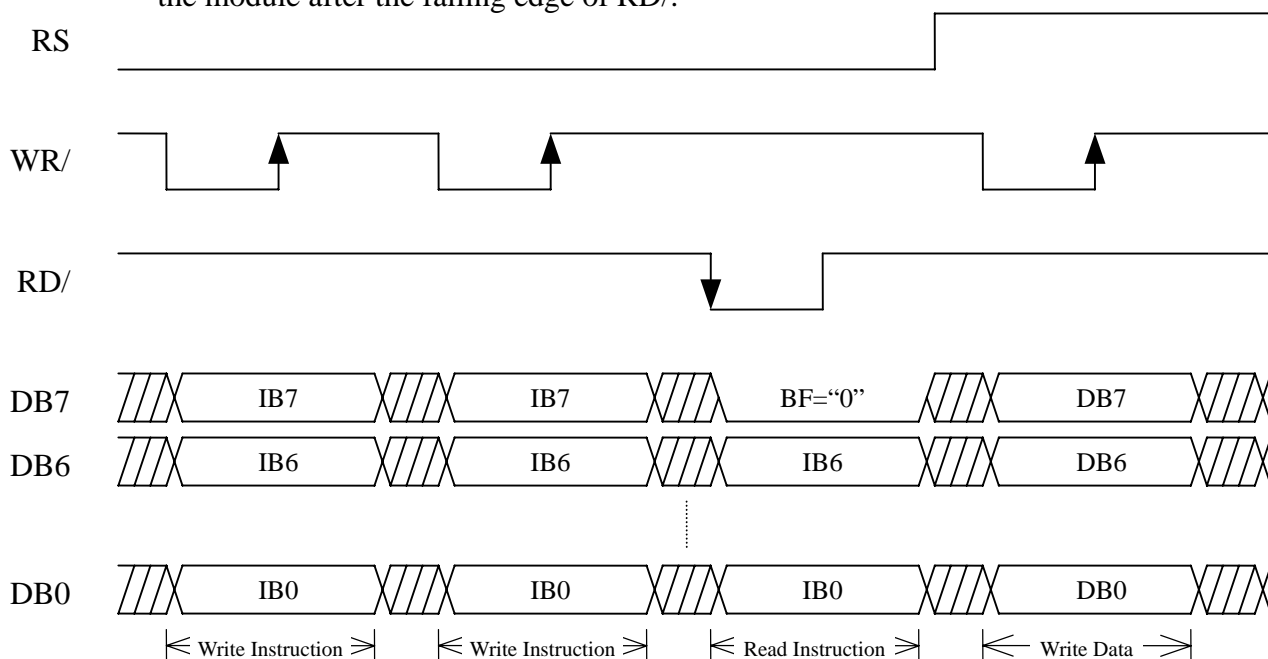 the module after the falling edge of RD/.
RS
WR/
RD/
DB7 IB7 IB7 BF=“0” DB7
DB6 IB6 IB6 IB6 DB6
DB0 IB0 IB0 IB0 DB0
Write Instruction Write Instruction Read Instruction Write Data